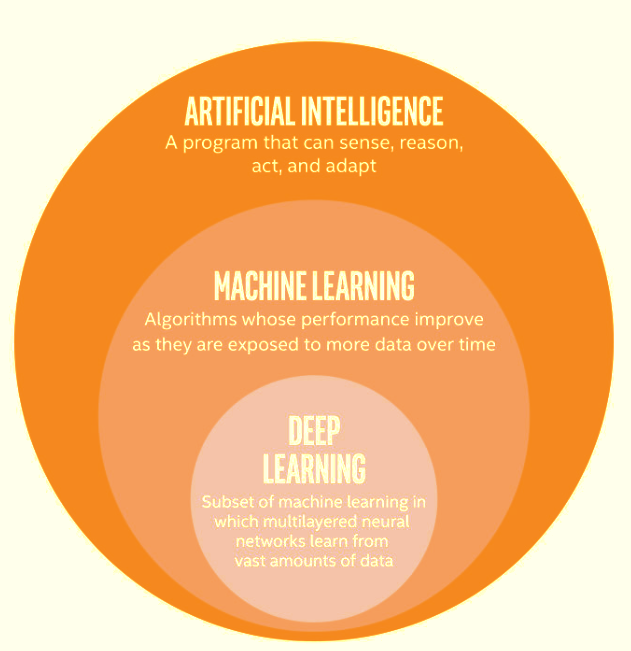 ARTIFICIAL INTELLIGENCE
A program that can sense, reason,
act, and adapt
MACHINE LEARNING
Algorithms whose performance improve
as they are exposed to more data over time
DEEP
LEARNING
Subset of machine learning in
which multilayered neural
networks learn from
vast amounts of data